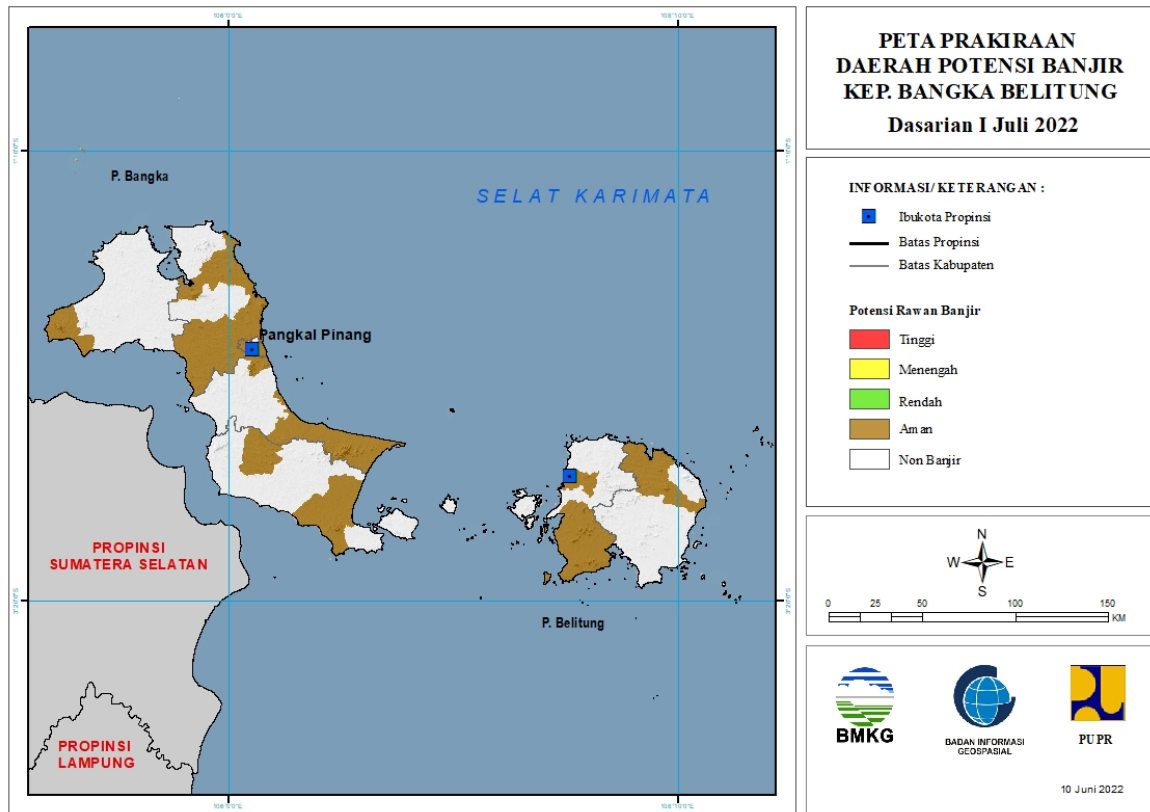 PETA PRAKIRAAN
DAERAH POTENSI BANJIR
KEP. BANGKA BELITUNG
Dasarian I Juli 2022
P. Bangka
SELAT KARIMATA
Pangkal Pinang
PROPINSI
SUMATERA SELATAN
P. Belitung
PROPINSI
LAMPUNG
INFORMASI/ KETERANGAN :
Ibukota Propinsi
Batas Propinsi
Batas Kabupaten
Potensi Rawan Banjir
Tinggi
Menengah
Rendah
Aman
Non Banjir
N
W E
S
0 25 50 100 150
KM
BMKG
BADAN INFORMASI
GEOSPASIAL
PUPR
10 Juni 2022